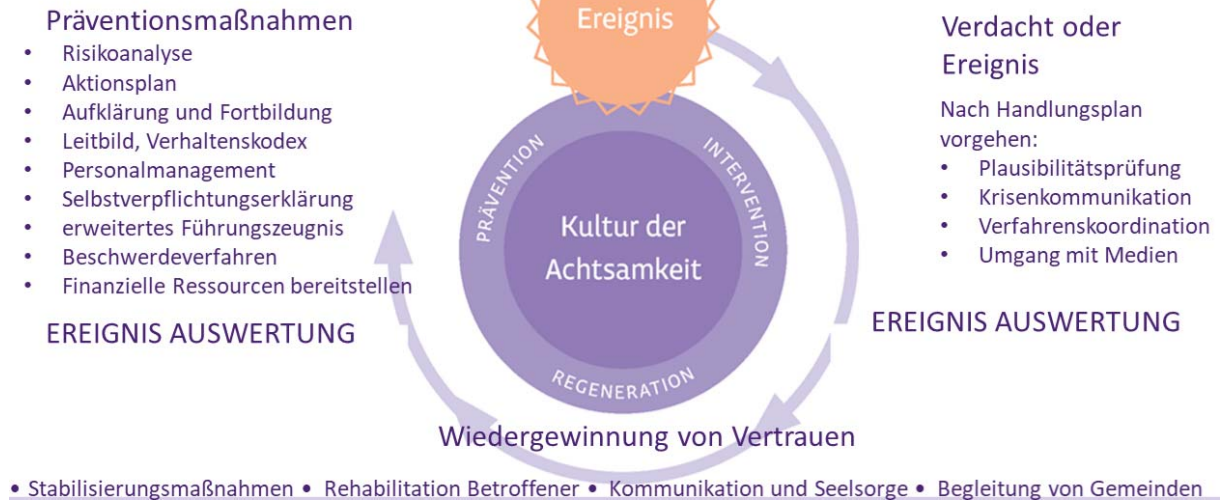 Präventionsmaßnahmen
• Risikoanalyse
• Aktionsplan
• Aufklärung und Fortbildung
• Leitbild, Verhaltenskodex
• Personalmanagement
• Selbstverpflichtungserklärung
• erweitertes Führungszeugnis
• Beschwerdeverfahren
• Finanzielle Ressourcen bereitstellen
EREIGNIS AUSWERTUNG
Ereignis
PRÄVENTION
INTERVENTION
REGENERATION
Kultur der
Achtsamkeit
Verdacht oder
Ereignis
Nach Handlungsplan
vorgehen:
• Plausibilitätsprüfung
• Krisenkommunikation
• Verfahrenskoordination
• Umgang mit Medien
EREIGNIS AUSWERTUNG
Wiedergewinnung von Vertrauen
• Stabilisierungsmaßnahmen • Rehabilitation Betroffener • Kommunikation und Seelsorge • Begleitung von Gemeinden